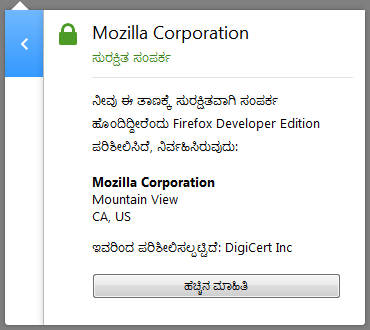 Mozilla Corporation
ಸುರಕ್ಷಿತ ಸಂಪರ್ಕ
ನೀವು ಈ ತಾಣಕ್ಕೆ ಸುರಕ್ಷಿತವಾಗಿ ಸಂಪರ್ಕ
ಹೊಂದಿದ್ದೀರೆಂದು Firefox Developer Edition
ಪರಿಶೀಲಿಸಿದೆ, ನಿರ್ವಹಿಸಿರುವುದು:
Mozilla Corporation
Mountain View
CA, US
ಇವರಿಂದ ಪರಿಶೀಲಿಸಲ್ಪಟ್ಟಿದೆ: DigiCert Inc
ಹೆಚ್ಚಿನ ಮಾಹಿತಿ